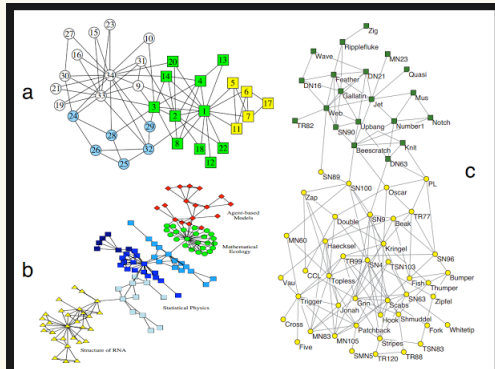 a
23
27
15
10
16
34
31
20
13
14
4
30
9
5
21
33
6
17
19
3
1
2
7
24
11
29
28
8
18
22
26
32
12
25
b
Agent-based
Models
Mathematical
Ecology
Statistical Physics
Structure of RNA
c
Zig
Ripplefluke
Wave
MN23
Feather
DN21
DN16
Quasi
Gallatin
Jet
Mus
Web
TR82
SN90
Upbang
Number1
Notch
Beescratch
Knit
DN63
SN89
SN100
PL
Zap
Oscar
Double
SN9
TR77
Beak
MN60
Haecksel
Kringel
TR99
SN4
TSN103
SN96
CCL
Topless
Fish
Bumper
Vau
Thumper
Trigger
Grin
SN63
Zipfel
Scabs
Jonah
Hook
Shmuddel
Cross
Patchback
Fork
Whitetip
MN83
MN105
Five
Stripes
TSN83
SMN5
TR120
TR88